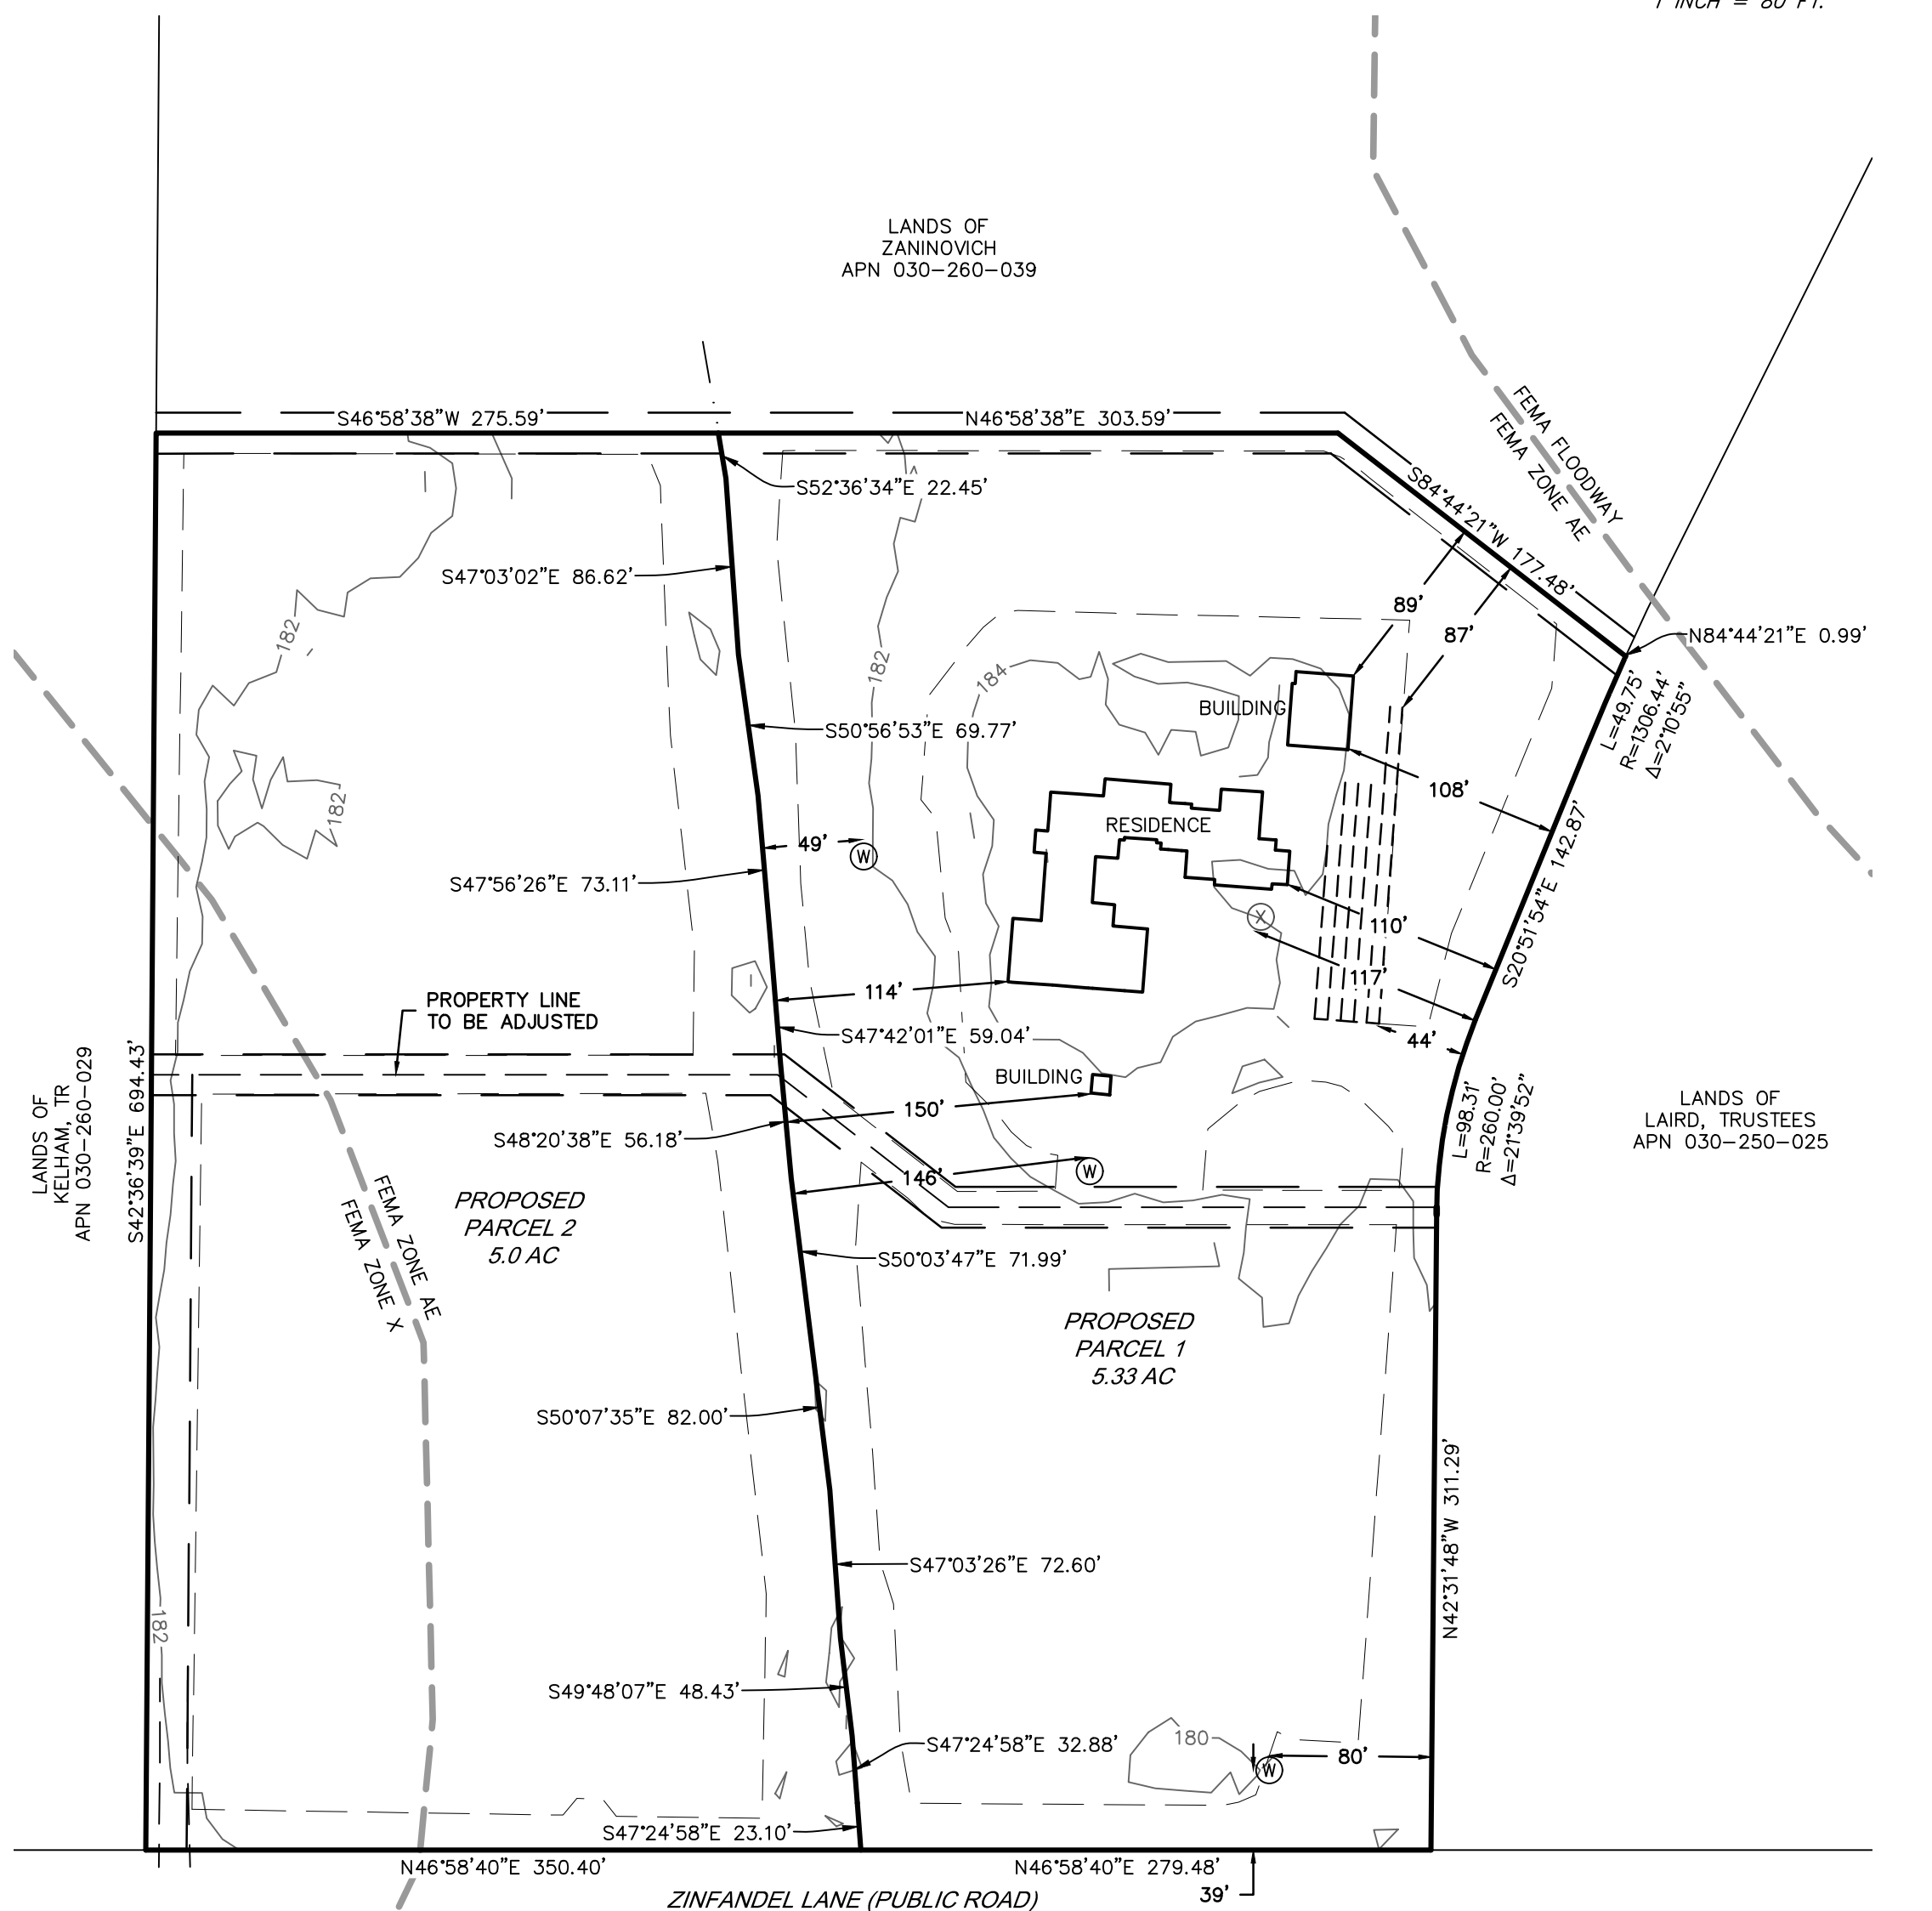 1 INCH = 80 FT.
LANDS OF
ZANINOVICH
APN 030-260-039
FEMA FLOODWAY
FEMA ZONE AE
S46°58'38"W 275.59'
N46°58'38"E 303.59'
S84°44'21"W 177.48'
S52°36'34"E 22.45'
S47°03'02"E 86.62'
182
182
184
89'
87'
N84°44'21"E 0.99'
L=49.75'
R=1306.44'
Δ=2°10'55"
BUILDING
S50°56'53"E 69.77'
182
108'
RESIDENCE
49'
W
S47°56'26"E 73.11'
S20°51'54"E 142.87'
X
110'
117'
114'
PROPERTY LINE
TO BE ADJUSTED
S47°42'01"E 59.04'
44'
BUILDING
LANDS OF
KELHAM, TR
APN 030-260-029
S42°36'39"E 694.43'
150'
L=98.31'
R=260.00'
Δ=21°39'52"
LANDS OF
LAIRD, TRUSTEES
APN 030-250-025
S48°20'38"E 56.18'
146'
W
PROPOSED
PARCEL 2
5.0 AC
FEMA ZONE AE
FEMA ZONE X
S50°03'47"E 71.99'
PROPOSED
PARCEL 1
5.33 AC
S50°07'35"E 82.00'
N42°31'48"W 311.29'
S47°03'26"E 72.60'
182
S49°48'07"E 48.43'
S47°24'58"E 32.88'
180
W
80'
S47°24'58"E 23.10'
N46°58'40"E 350.40'
N46°58'40"E 279.48'
39'
ZINFANDEL LANE (PUBLIC ROAD)